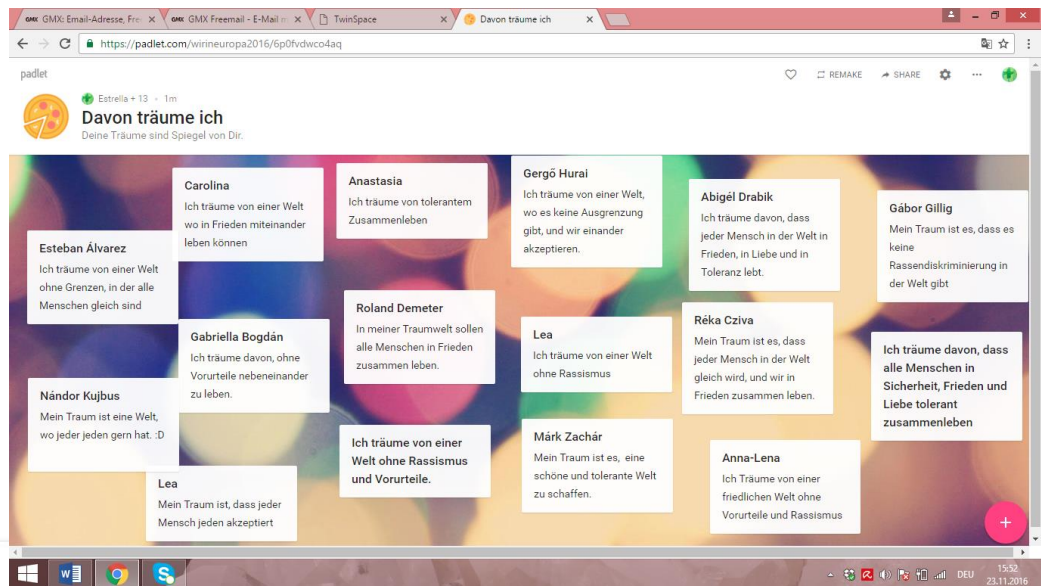 GMX: Email-Adresse, Fre
GMX Freemail - E-Mail m
TwinSpace
Davon träume ich
https://padlet.com/wirineuropa2016/6p0fvdwco4aq
padlet
REMAKE
SHARE
Estrella + 13 · 1m
Davon träume ich
Deine Träume sind Spiegel von Dir.
Esteban Álvarez
Ich träume von einer Welt
ohne Grenzen, in der alle
Menschen gleich sind
Carolina
Ich träume von einer Welt
wo in Frieden miteinander
leben können
Anastasia
Ich träume von tolerantem
Zusammenleben
Gergő Hurai
Ich träume von einer Welt,
wo es keine Ausgrenzung
gibt, und wir einander
akzeptieren.
Abigél Drabik
Ich träume davon, dass
jeder Mensch in der Welt in
Frieden, in Liebe und in
Toleranz lebt.
Gábor Gillig
Mein Traum ist es, dass es
keine
Rassendiskriminierung in
der Welt gibt
Nándor Kujbus
Mein Traum ist eine Welt,
wo jeder jeden gern hat. :D
Gabriella Bogdán
Ich träume davon, ohne
Vorurteile nebeneinander
zu leben.
Roland Demeter
In meiner Traumwelt sollen
alle Menschen in Frieden
zusammen leben.
Lea
Ich träume von einer Welt
ohne Rassismus
Réka Cziva
Mein Traum ist es, dass
jeder Mensch in der Welt
gleich wird, und wir in
Frieden zusammen leben.
Ich träume davon, dass
alle Menschen in
Sicherheit, Frieden und
Liebe tolerant
zusammenleben
Lea
Mein Traum ist, dass jeder
Mensch jeden akzeptiert
Ich träume von einer
Welt ohne Rassismus
und Vorurteile.
Márk Zachár
Mein Traum ist es, eine
schöne und tolerante Welt
zu schaffen.
Anna-Lena
Ich Träume von einer
friedlichen Welt ohne
Vorurteile und Rassismus
DEU
15:52
23.11.2016